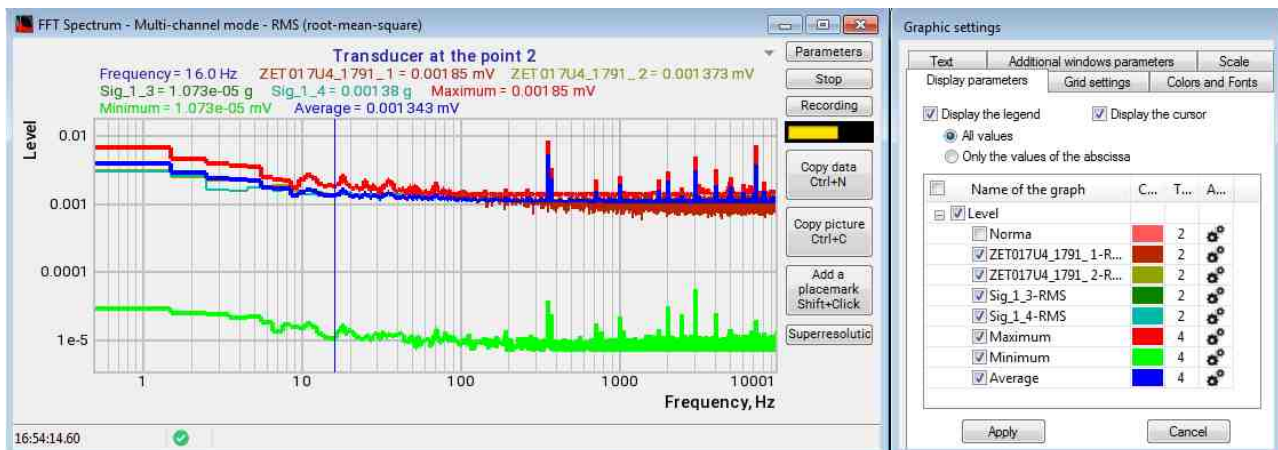 FFT Spectrum - Multi-channel mode - RMS (root-mean-square)
Transducer at the point 2
Frequency = 16.0 Hz ZET017U4_1791_1 = 0.00185 mV ZET017U4_1791_2 = 0.001373 mV
Sig_1_3 = 1.073e-05 g Sig_1_4 = 0.00138 g Maximum = 0.00185 mV
Minimum = 1.073e-05 mV Average = 0.001343 mV
Level
0.01
0.001
0.0001
1e-5
1 10 100 1000 10001
Frequency, Hz
Parameters
Stop
Recording
Copy data
Ctrl+N
Copy picture
Ctrl+C
Add a
placemark
Shift+Click
Superresolutio
16:54:14.60
Graphic settings
Text Additional windows parameters Scale
Display parameters Grid settings Colors and Fonts
Display the legend Display the cursor
All values
Only the values of the abscissa
Name of the graph C... T... A...
Level
Norma 2
ZET017U4_1791_1-R... 2
ZET017U4_1791_2-R... 2
Sig_1_3-RMS 2
Sig_1_4-RMS 2
Maximum 4
Minimum 4
Average 4
Apply Cancel